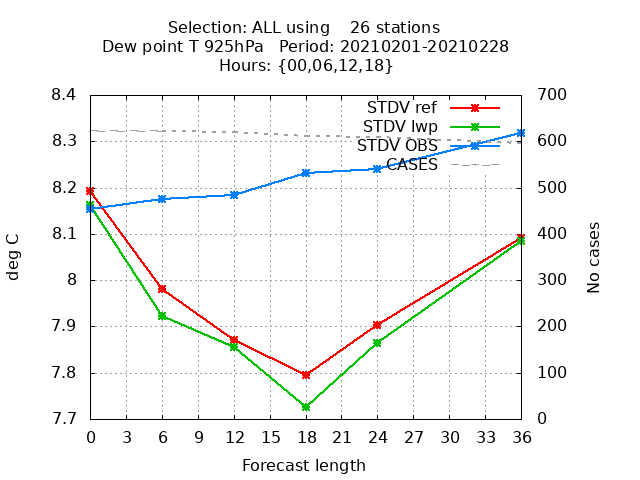 Selection: ALL using    26 stations
Dew point T 925hPa   Period: 20210201-20210228
Hours: {00,06,12,18}
8.4
8.3
8.2
8.1
8
7.9
7.8
7.7
700
600
500
400
300
200
100
0
STDV ref
STDV lwp
STDV OBS
CASES
deg C
No cases
0 3 6 9 12 15 18 21 24 27 30 33 36
Forecast length